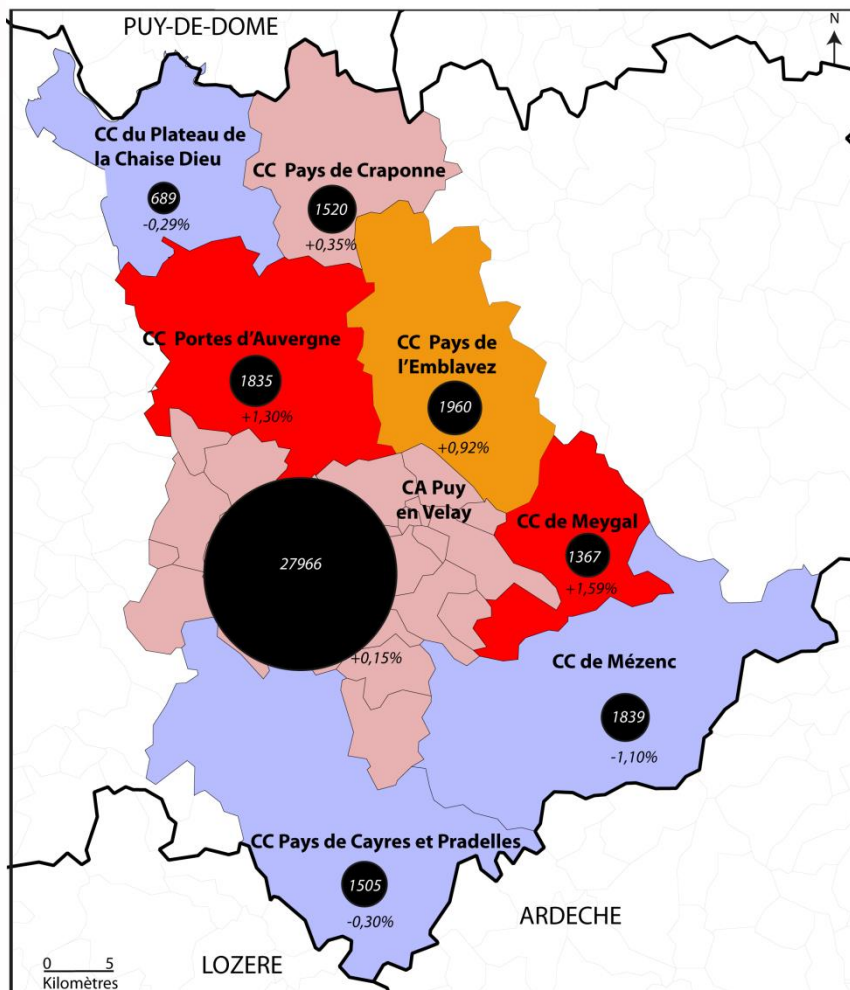 PUY-DE-DOME
N
CC du Plateau de
la Chaise Dieu
689
-0,29%
CC Pays de Craponne
1520
+0,35%
CC Portes d'Auvergne
1835
+1,30%
CC Pays de
l'Emblavez
1960
+0,92%
CA Puy
en Velay
27966
+0,15%
CC de Meygal
1367
+1,59%
CC de Mézenc
1839
-1,10%
CC Pays de Cayres et Pradelles
1505
-0,30%
ARDECHE
LOZERE
0 5
Kilomètres